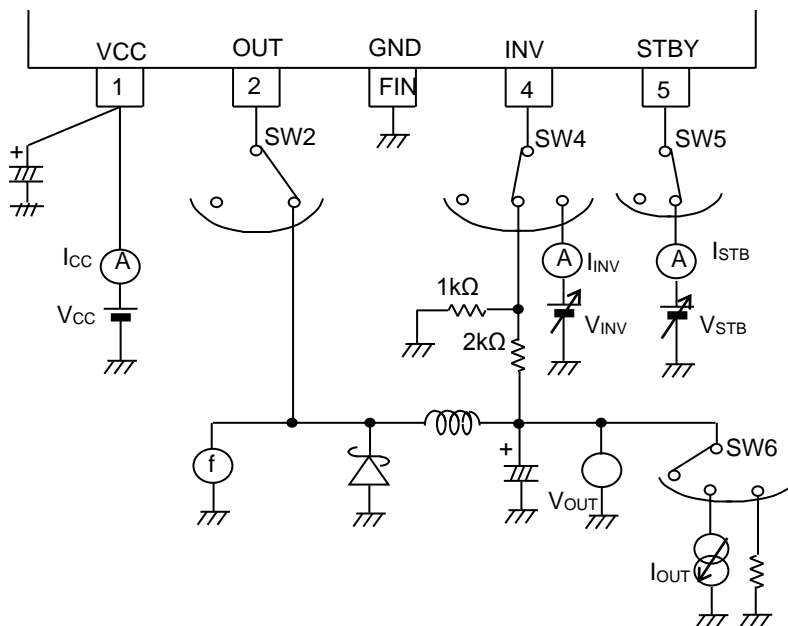 VCC OUT GND INV STBY
1 2 FIN 4 5
SW2 SW4 SW5
+
ICC A
A IINV
A ISTB
1kΩ
VCC
VINV
VSTB
2kΩ
f
+
VOUT
SW6
IOUT